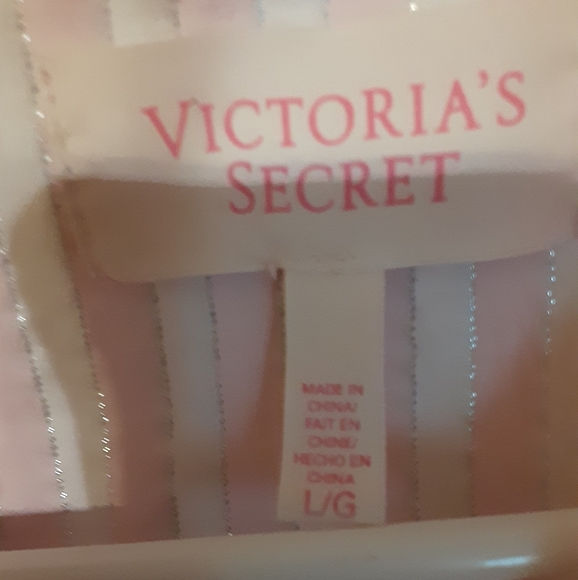 VICTORIA'S
SECRET
MADE IN
CHINA/
FAIT EN
CHINE/
HECHO EN
CHINA
L/G